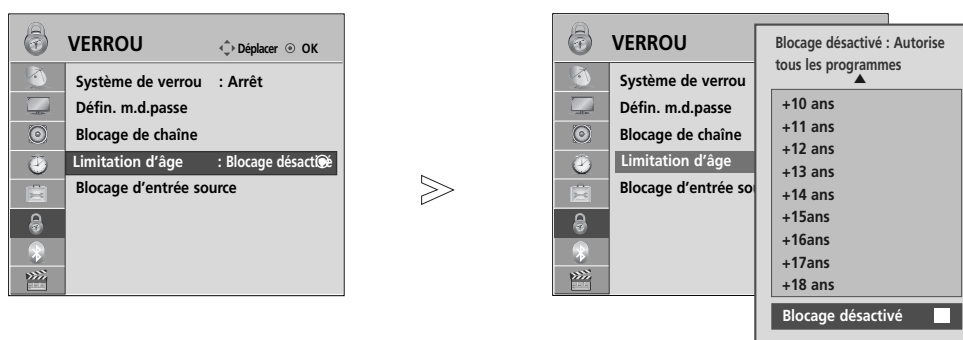 VERROU
Déplacer OK
Système de verrou : Arrêt
Défin. m.d.passe
Blocage de chaîne
Limitation d’âge : Blocage désactivé
Blocage d’entrée source
VERROU
Système de verrou
Défin. m.d.passe
Blocage de chaîne
Limitation d’âge
Blocage d’entrée sou
Blocage désactivé : Autorise
tous les programmes
+10 ans
+11 ans
+12 ans
+13 ans
+14 ans
+15ans
+16ans
+17ans
+18 ans
Blocage désactivé